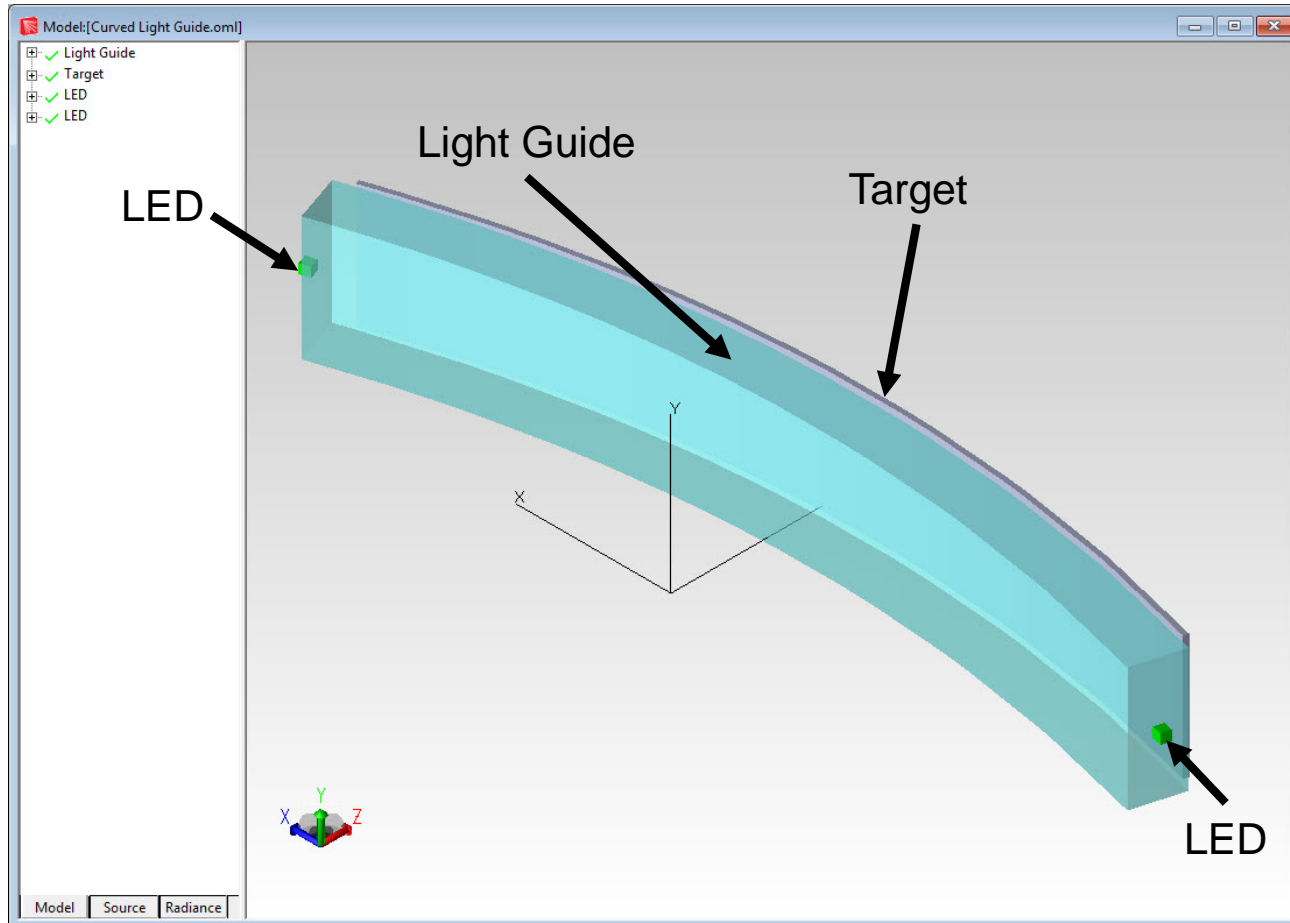 Model:[Curved Light Guide.oml]
Light Guide
Target
LED
LED
Light Guide
Target
LED
Y
X
Y
X
Z
LED
Model Source Radiance